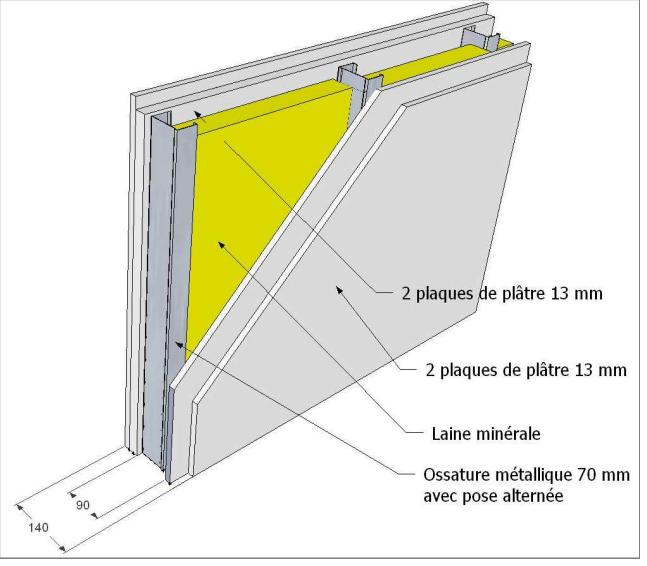 2 plaques de plâtre 13 mm
2 plaques de plâtre 13 mm
Laine minérale
Ossature métallique 70 mm
avec pose alternée
90
140